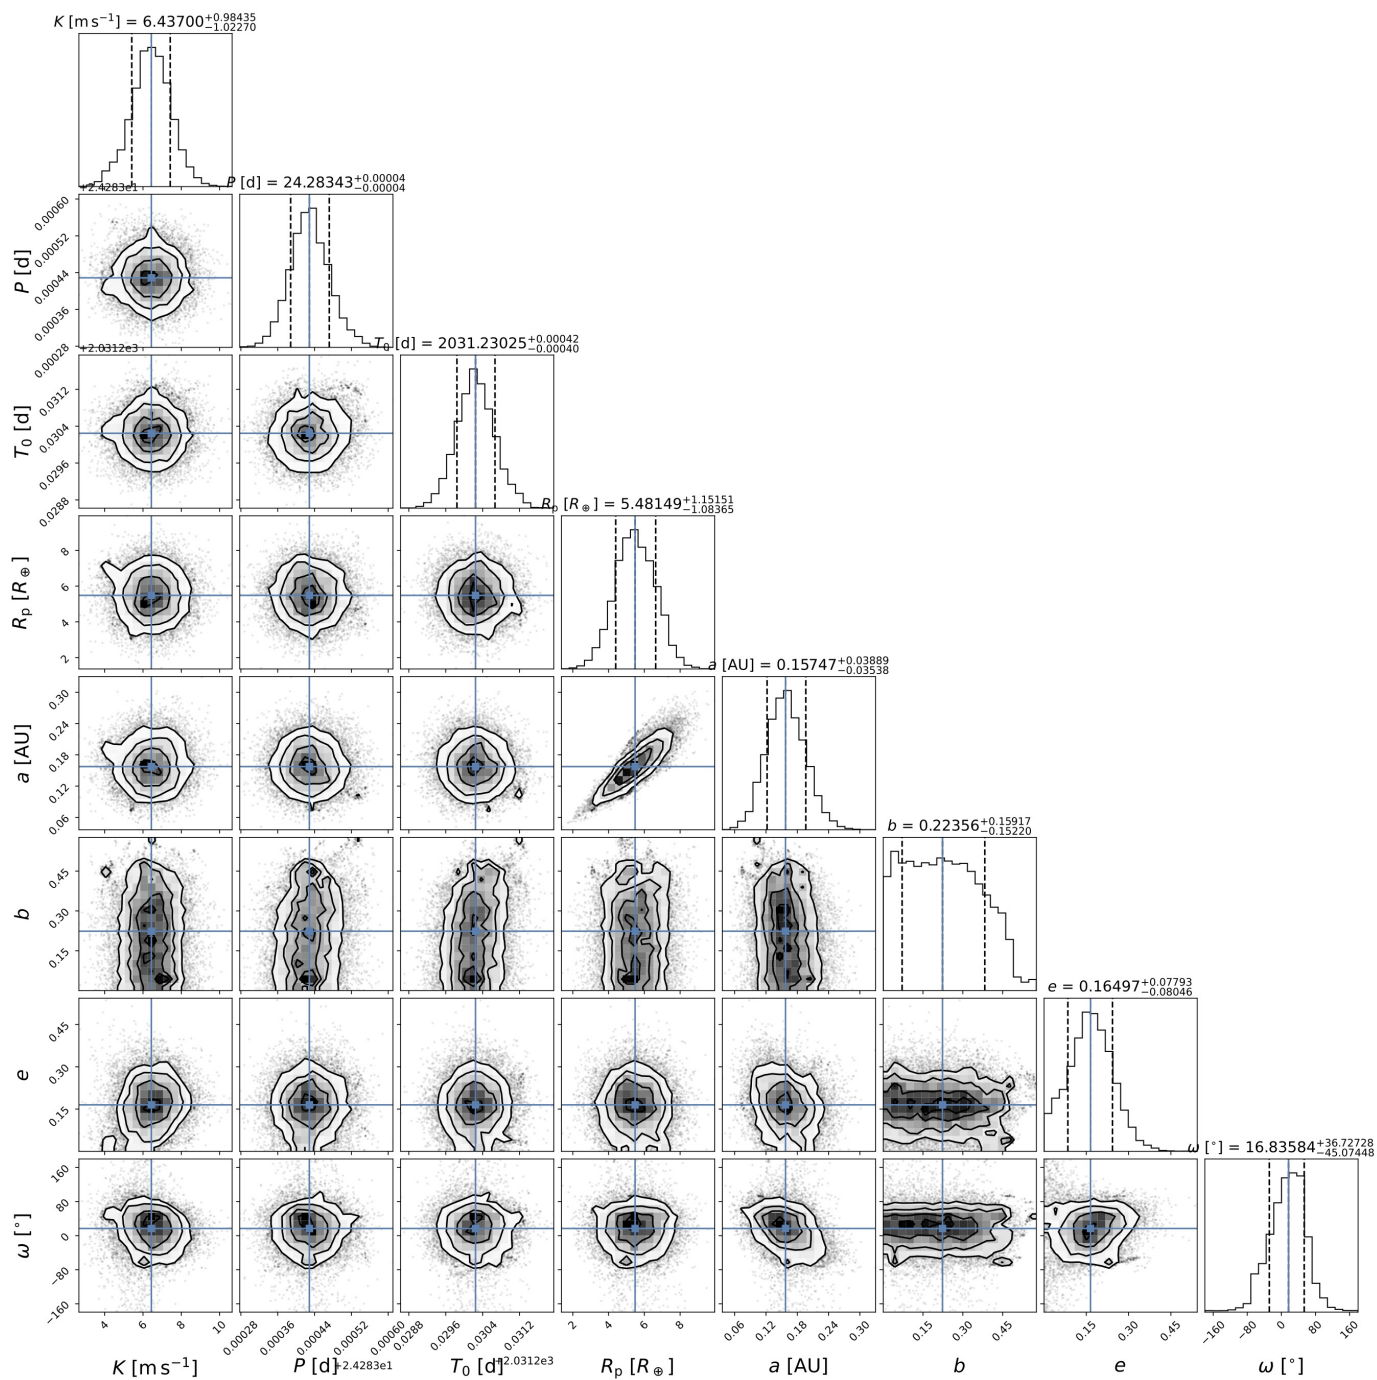 K [m s⁻¹] = 6.43700+0.98435−1.02270
+2.4283e1
P [d] = 24.28343+0.00004−0.00004
P [d]
0.00060
0.00052
0.00044
0.00036
0.00028
+2.0312e3
T₀ [d] = 2031.23025+0.00042−0.00040
T₀ [d]
0.0312
0.0304
0.0296
0.0288
Rₚ [R⊕] = 5.48149+1.15151−1.08365
Rₚ [R⊕]
8
6
4
2
a [AU] = 0.15747+0.03889−0.03538
a [AU]
0.30
0.24
0.18
0.12
0.06
b = 0.22356+0.15917−0.15220
b
0.45
0.30
0.15
e = 0.16497+0.07793−0.08046
e
0.45
0.30
0.15
ω [°] = 16.83584+36.72728−45.07448
ω [°]
160
80
0
−80
−160
4 6 8 10
0.00028 0.00036 0.00044 0.00052 0.00060
0.0288 0.0296 0.0304 0.0312
2 4 6 8
0.06 0.12 0.18 0.24 0.30
0.15 0.30 0.45
0.15 0.30 0.45
−160 −80 0 80 160
K [m s⁻¹]
P [d]
+2.4283e1
T₀ [d]
+2.0312e3
Rₚ [R⊕]
a [AU]
b
e
ω [°]